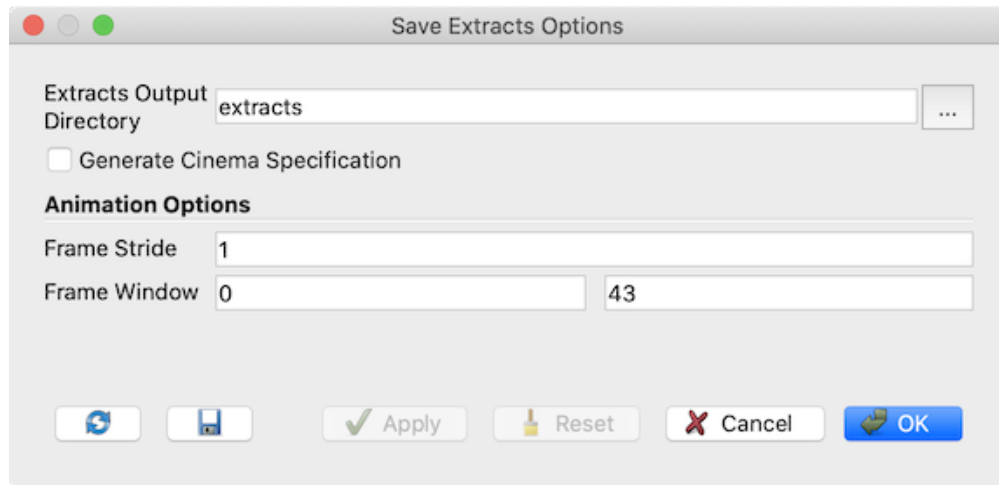 Save Extracts Options
Extracts Output
Directory
extracts
...
Generate Cinema Specification
Animation Options
Frame Stride 1
Frame Window 0 43
Apply Reset Cancel OK